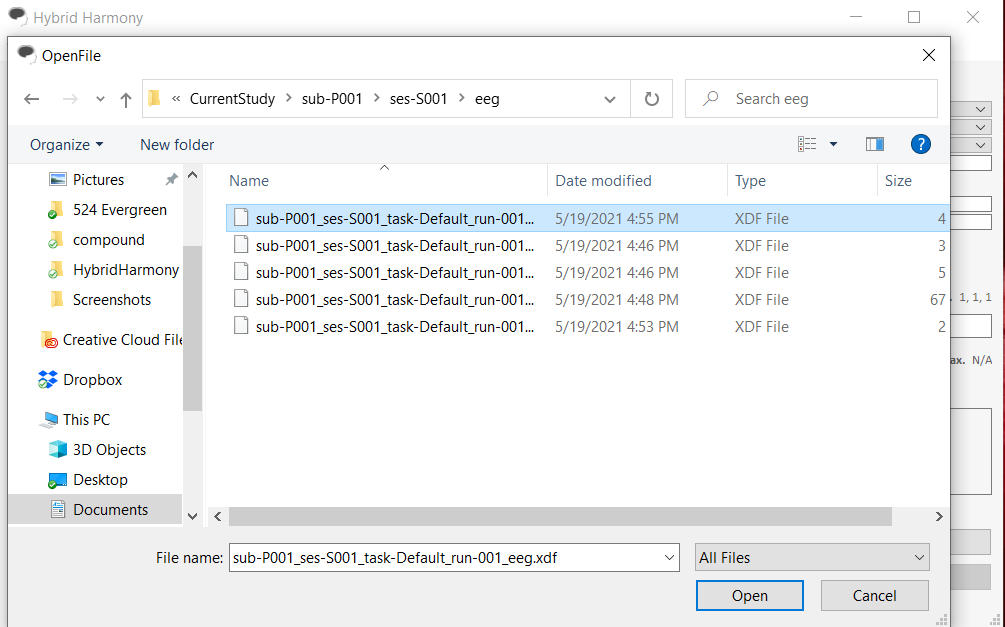 Hybrid Harmony
OpenFile
« CurrentStudy > sub-P001 > ses-S001 > eeg
Search eeg
Organize
New folder
?
Pictures
524 Evergreen
compound
HybridHarmony
Screenshots
Creative Cloud File
Dropbox
This PC
3D Objects
Desktop
Documents
Name Date modified Type Size
sub-P001_ses-S001_task-Default_run-001... 5/19/2021 4:55 PM XDF File 4
sub-P001_ses-S001_task-Default_run-001... 5/19/2021 4:46 PM XDF File 3
sub-P001_ses-S001_task-Default_run-001... 5/19/2021 4:46 PM XDF File 5
sub-P001_ses-S001_task-Default_run-001... 5/19/2021 4:48 PM XDF File 67
sub-P001_ses-S001_task-Default_run-001... 5/19/2021 4:53 PM XDF File 2
1, 1, 1
ax. N/A
File name: sub-P001_ses-S001_task-Default_run-001_eeg.xdf
All Files
Open
Cancel